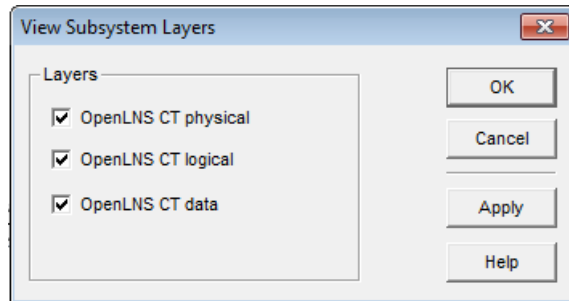 View Subsystem Layers
Layers
OpenLNS CT physical
OpenLNS CT logical
OpenLNS CT data
OK
Cancel
Apply
Help